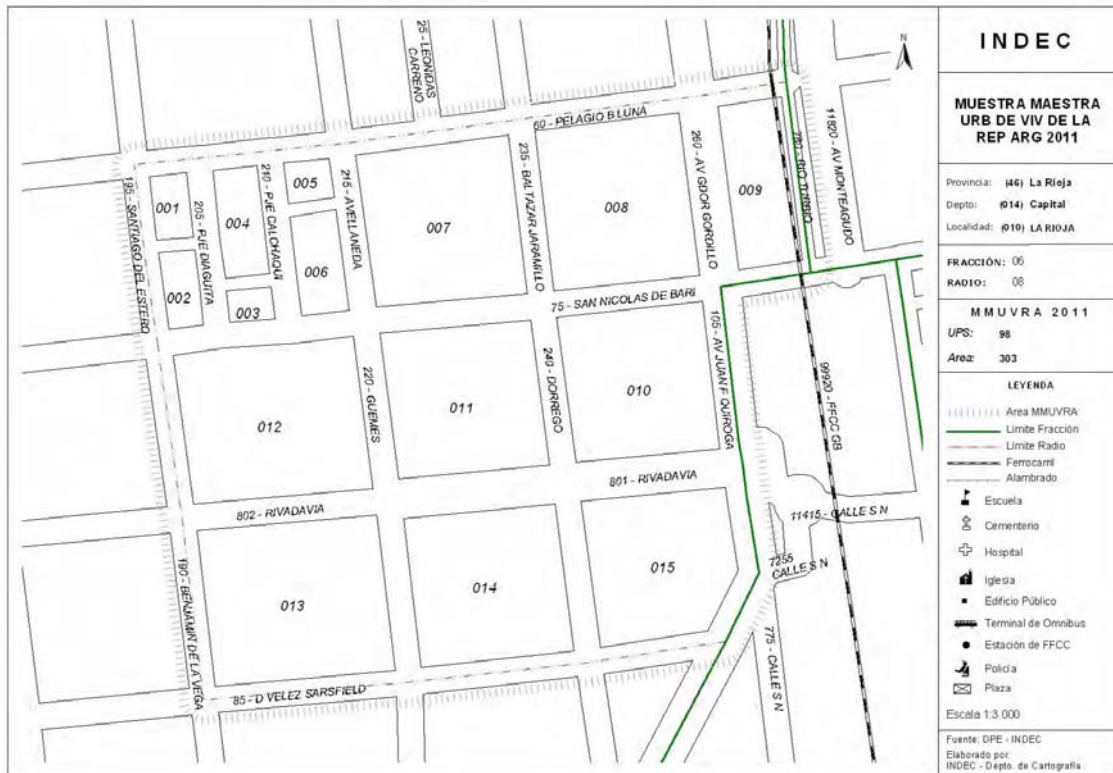 INDEC
MUESTRA MAESTRA
URB DE VIV DE LA
REP ARG 2011
Provincia: (46) La Rioja
Depto: (014) Capital
Localidad: (010) LA RIOJA
FRACCIÓN: 06
RADIO: 08
MMUVRA 2011
UPS: 98
Area: 303
LEYENDA
Area MMUVRA
Límite Fracción
Límite Radio
Ferrocarril
Alambrado
Escuela
Cementerio
Hospital
Iglesia
Edificio Público
Terminal de Omnibus
Estación de FFCC
Policía
Plaza
Escala 1:3.000
Fuente: DPE - INDEC
Elaborado por:
INDEC - Depto. de Cartografía
N
25 - LEONIDAS
CARREÑO
60 - PELAGIO B LUNA
195 - SANTIAGO DEL ESTERO
205 - PJE DIAGUITA
210 - PJE CALCHAQUI
215 - AVELLANEDA
235 - BALTAZAR JARAMILLO
260 - AV GDOR GORDILLO
780 - RIO TURBIO
11820 - AV MONTEAGUDO
001
002
003
004
005
006
007
008
009
75 - SAN NICOLAS DE BARI
220 - GUEMES
240 - DORREGO
105 - AV JUAN F QUIROGA
99920 - FFCC GB
012
011
010
802 - RIVADAVIA
801 - RIVADAVIA
11415 - CALLE S N
7255
CALLE S N
190 - BENJAMIN DE LA VEGA
013
014
015
775 - CALLE S N
85 - D VELEZ SARSFIELD